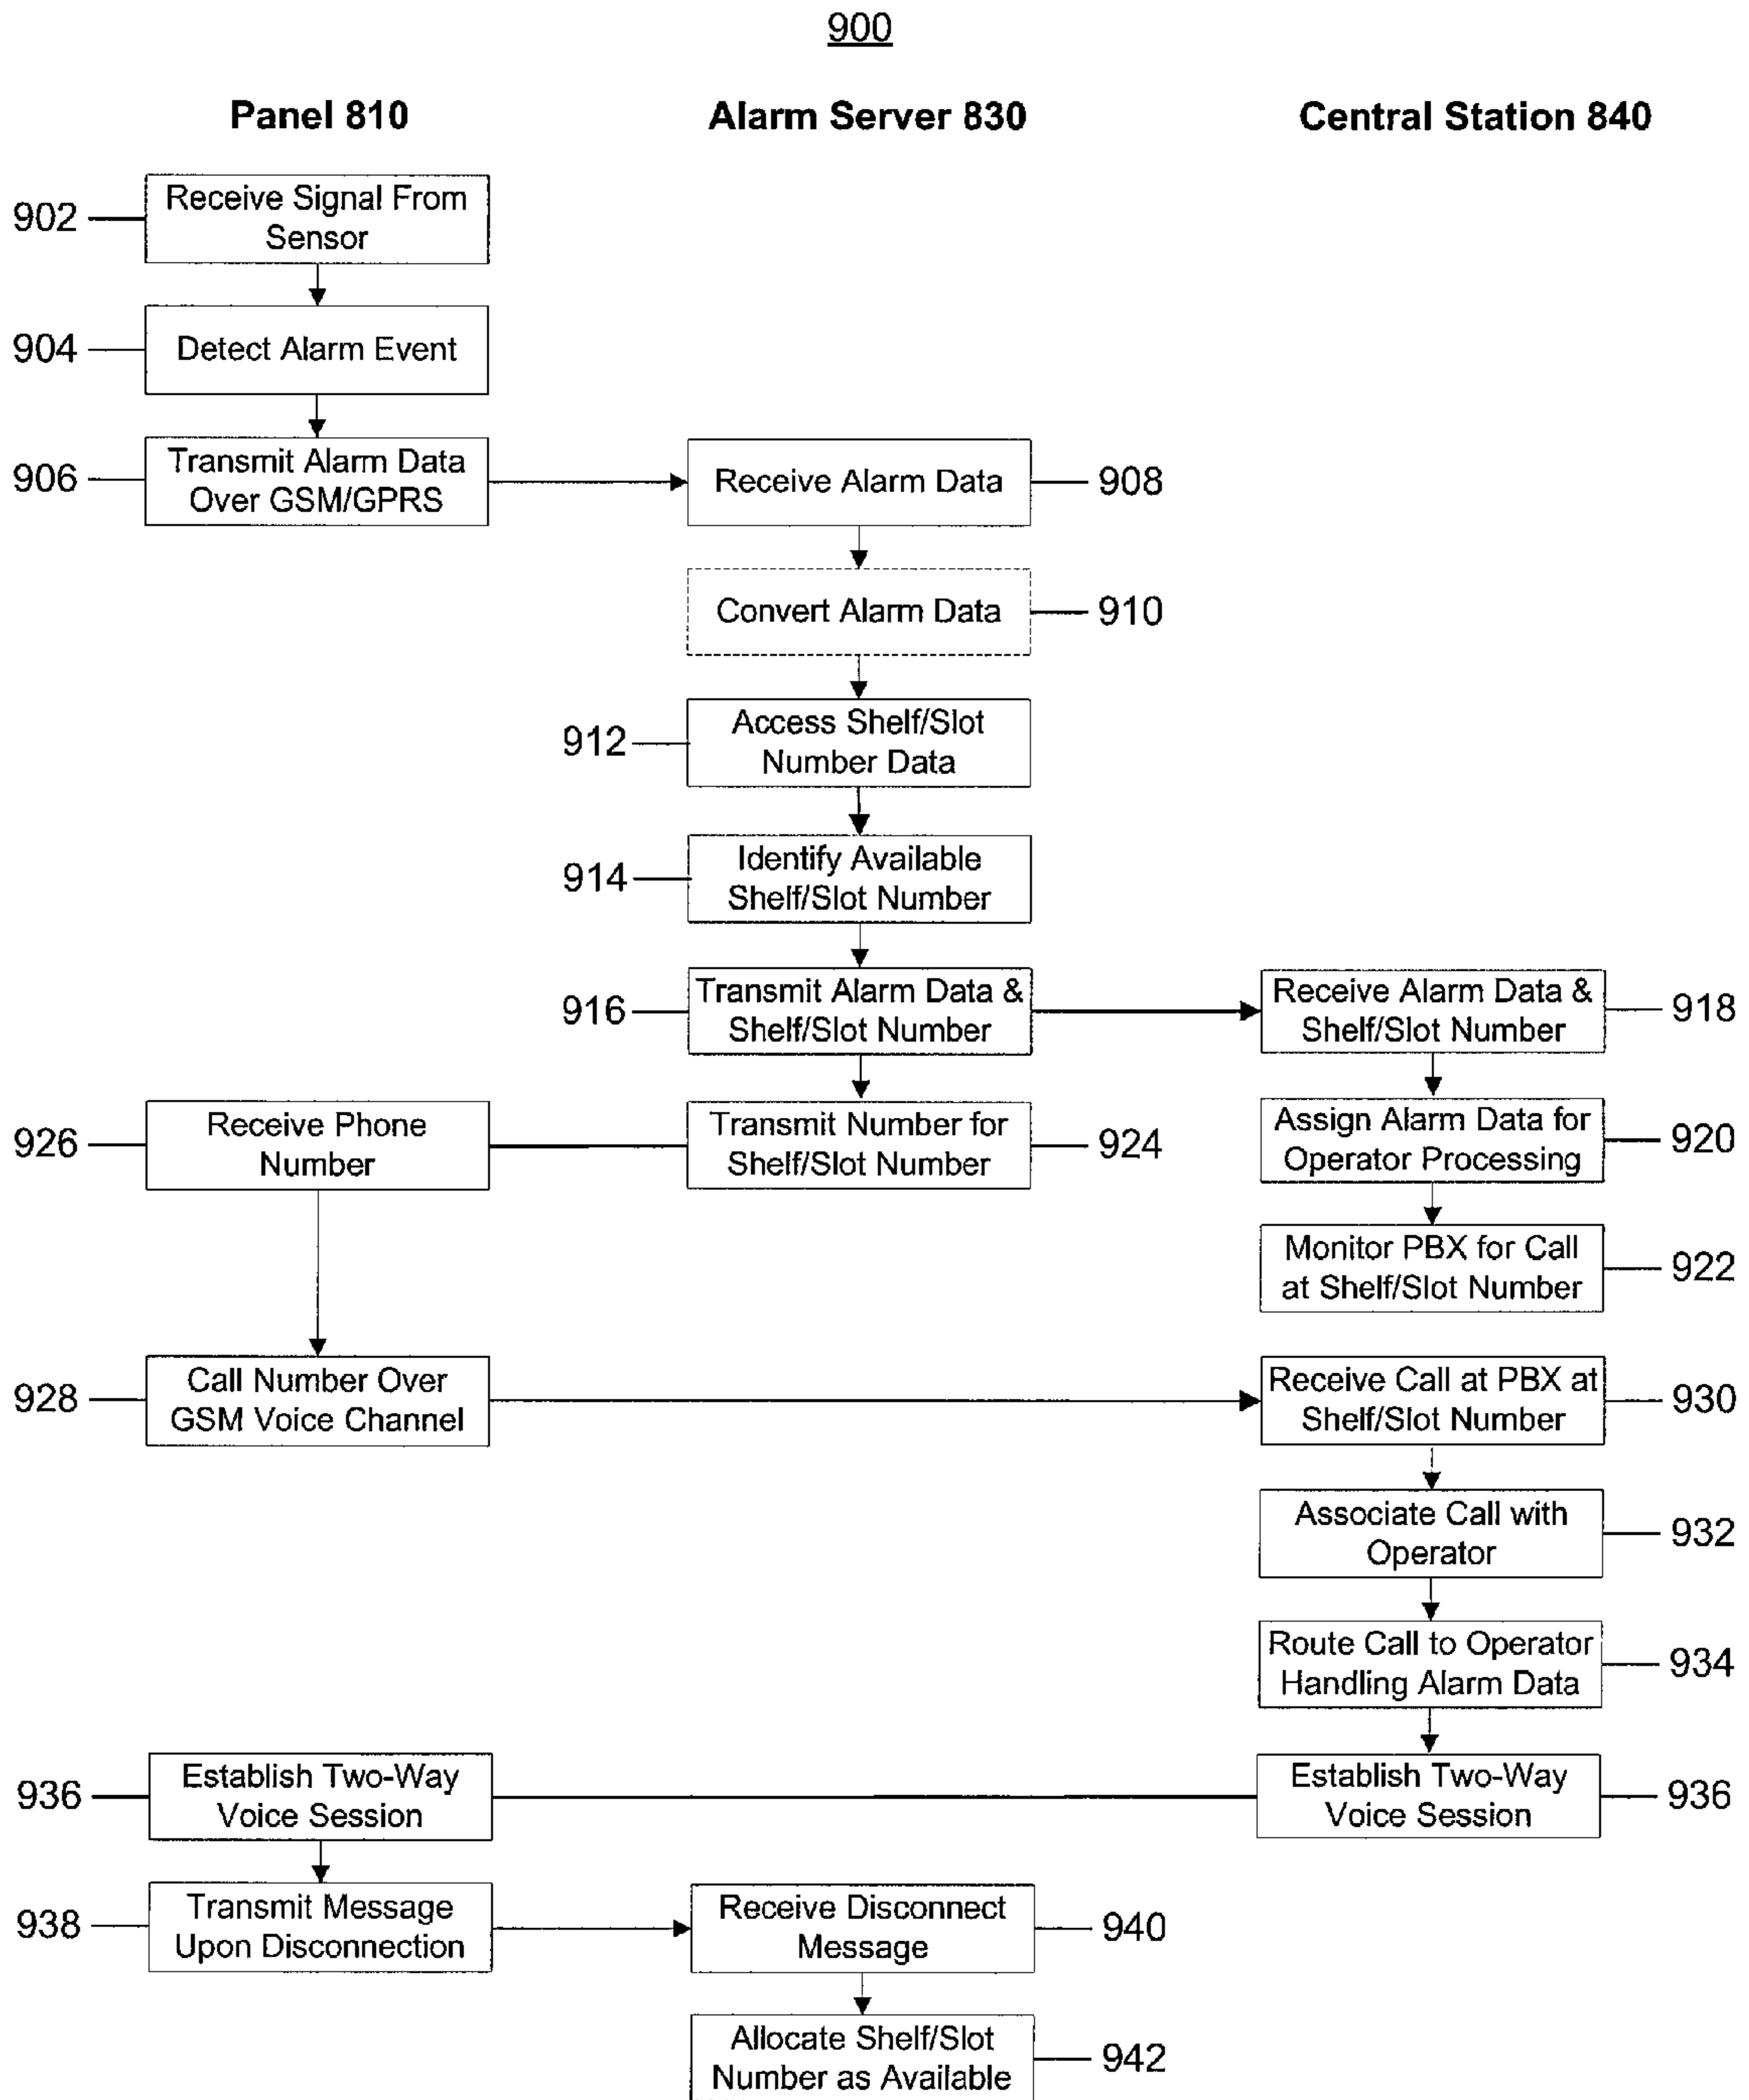 900
Panel 810
Alarm Server 830
Central Station 840
902
Receive Signal From
Sensor
904
Detect Alarm Event
906
Transmit Alarm Data
Over GSM/GPRS
Receive Alarm Data
908
Convert Alarm Data
910
912
Access Shelf/Slot
Number Data
914
Identify Available
Shelf/Slot Number
916
Transmit Alarm Data &
Shelf/Slot Number
Receive Alarm Data &
Shelf/Slot Number
918
926
Receive Phone
Number
Transmit Number for
Shelf/Slot Number
924
Assign Alarm Data for
Operator Processing
920
Monitor PBX for Call
at Shelf/Slot Number
922
928
Call Number Over
GSM Voice Channel
Receive Call at PBX at
Shelf/Slot Number
930
Associate Call with
Operator
932
Route Call to Operator
Handling Alarm Data
934
936
Establish Two-Way
Voice Session
Establish Two-Way
Voice Session
936
938
Transmit Message
Upon Disconnection
Receive Disconnect
Message
940
Allocate Shelf/Slot
Number as Available
942